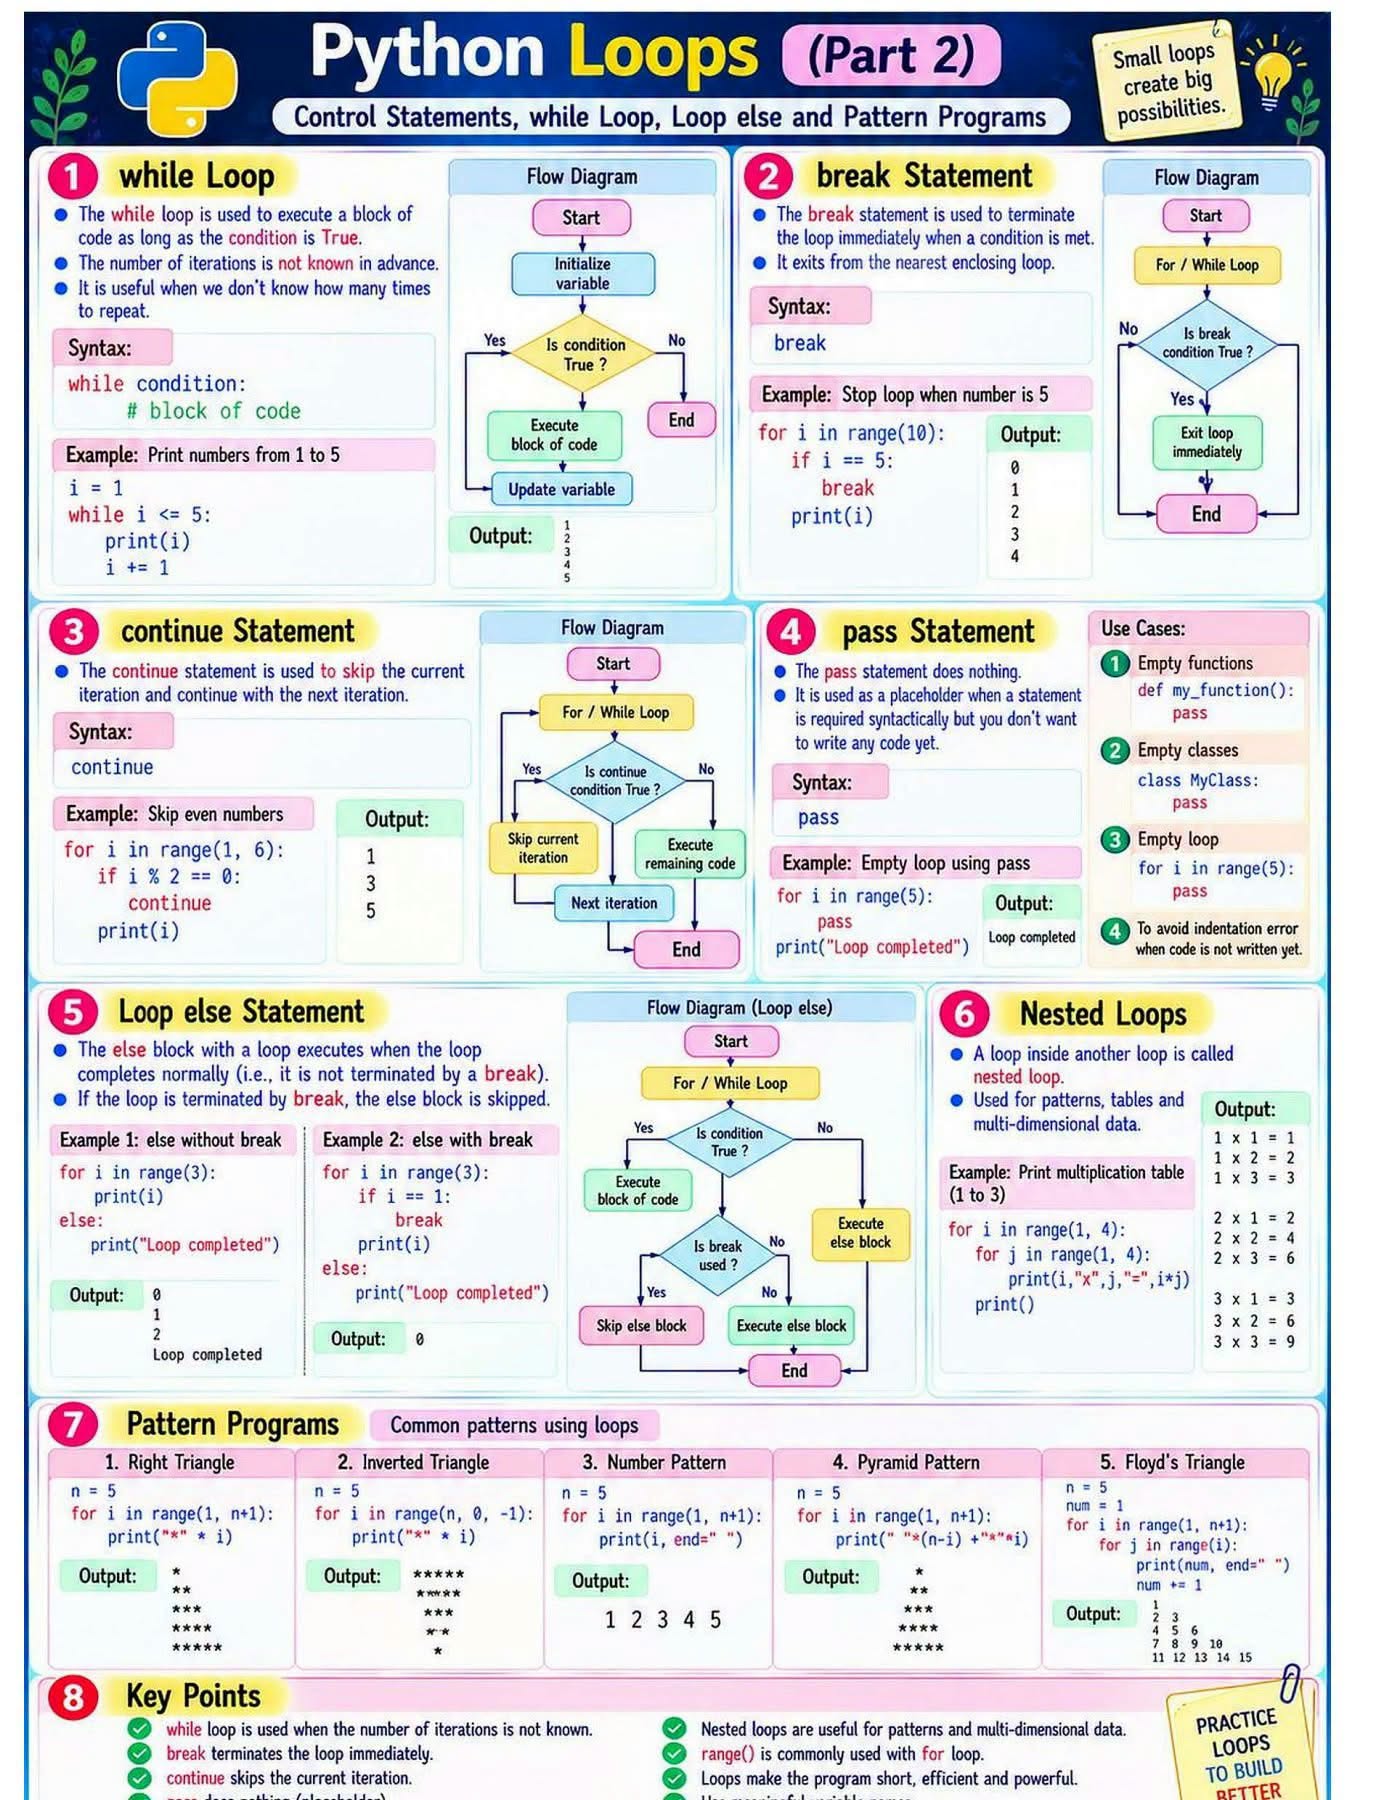 Python Loops (Part 2)
Control Statements, while Loop, Loop else and Pattern Programs
Small loops
create big
possibilities.
1 while Loop
● The while loop is used to execute a block of
code as long as the condition is True.
● The number of iterations is not known in advance.
● It is useful when we don't know how many times
to repeat.
Syntax:
while condition:
# block of code
Example: Print numbers from 1 to 5
i = 1
while i <= 5:
print(i)
i += 1
Flow Diagram
Start
Initialize
variable
Is condition
True ?
Yes
No
Execute
block of code
End
Update variable
Output:
1
2
3
4
5
2 break Statement
● The break statement is used to terminate
the loop immediately when a condition is met.
● It exits from the nearest enclosing loop.
Syntax:
break
Example: Stop loop when number is 5
for i in range(10):
if i == 5:
break
print(i)
Output:
0
1
2
3
4
Flow Diagram
Start
For / While Loop
No
Is break
condition True ?
Yes
Exit loop
immediately
End
3 continue Statement
● The continue statement is used to skip the current
iteration and continue with the next iteration.
Syntax:
continue
Example: Skip even numbers
for i in range(1, 6):
if i % 2 == 0:
continue
print(i)
Output:
1
3
5
Flow Diagram
Start
For / While Loop
Yes
Is continue
condition True ?
No
Skip current
iteration
Execute
remaining code
Next iteration
End
4 pass Statement
● The pass statement does nothing.
● It is used as a placeholder when a statement
is required syntactically but you don't want
to write any code yet.
Syntax:
pass
Example: Empty loop using pass
for i in range(5):
pass
print("Loop completed")
Output:
Loop completed
Use Cases:
1 Empty functions
def my_function():
pass
2 Empty classes
class MyClass:
pass
3 Empty loop
for i in range(5):
pass
4 To avoid indentation error
when code is not written yet.
5 Loop else Statement
● The else block with a loop executes when the loop
completes normally (i.e., it is not terminated by a break).
● If the loop is terminated by break, the else block is skipped.
Example 1: else without break
for i in range(3):
print(i)
else:
print("Loop completed")
Output:
0
1
2
Loop completed
Example 2: else with break
for i in range(3):
if i == 1:
break
print(i)
else:
print("Loop completed")
Output: 0
Flow Diagram (Loop else)
Start
For / While Loop
Yes
Is condition
True ?
No
Execute
block of code
Execute
else block
Is break
used ?
No
Yes
No
Skip else block
Execute else block
End
6 Nested Loops
● A loop inside another loop is called
nested loop.
● Used for patterns, tables and
multi-dimensional data.
Example: Print multiplication table
(1 to 3)
for i in range(1, 4):
for j in range(1, 4):
print(i,"x",j,"=",i*j)
print()
Output:
1 x 1 = 1
1 x 2 = 2
1 x 3 = 3
2 x 1 = 2
2 x 2 = 4
2 x 3 = 6
3 x 1 = 3
3 x 2 = 6
3 x 3 = 9
7 Pattern Programs
Common patterns using loops
1. Right Triangle
n = 5
for i in range(1, n+1):
print("*" * i)
Output:
*
**
***
****
*****
2. Inverted Triangle
n = 5
for i in range(n, 0, -1):
print("*" * i)
Output:
*****
****
***
**
*
3. Number Pattern
n = 5
for i in range(1, n+1):
print(i, end=" ")
Output:
1 2 3 4 5
4. Pyramid Pattern
n = 5
for i in range(1, n+1):
print(" "*(n-i) +"*"*i)
Output:
*
**
***
****
*****
5. Floyd's Triangle
n = 5
num = 1
for i in range(1, n+1):
for j in range(i):
print(num, end=" ")
num += 1
Output:
1
2 3
4 5 6
7 8 9 10
11 12 13 14 15
8 Key Points
while loop is used when the number of iterations is not known.
break terminates the loop immediately.
continue skips the current iteration.
Nested loops are useful for patterns and multi-dimensional data.
range() is commonly used with for loop.
Loops make the program short, efficient and powerful.
PRACTICE
LOOPS
TO BUILD
BETTER